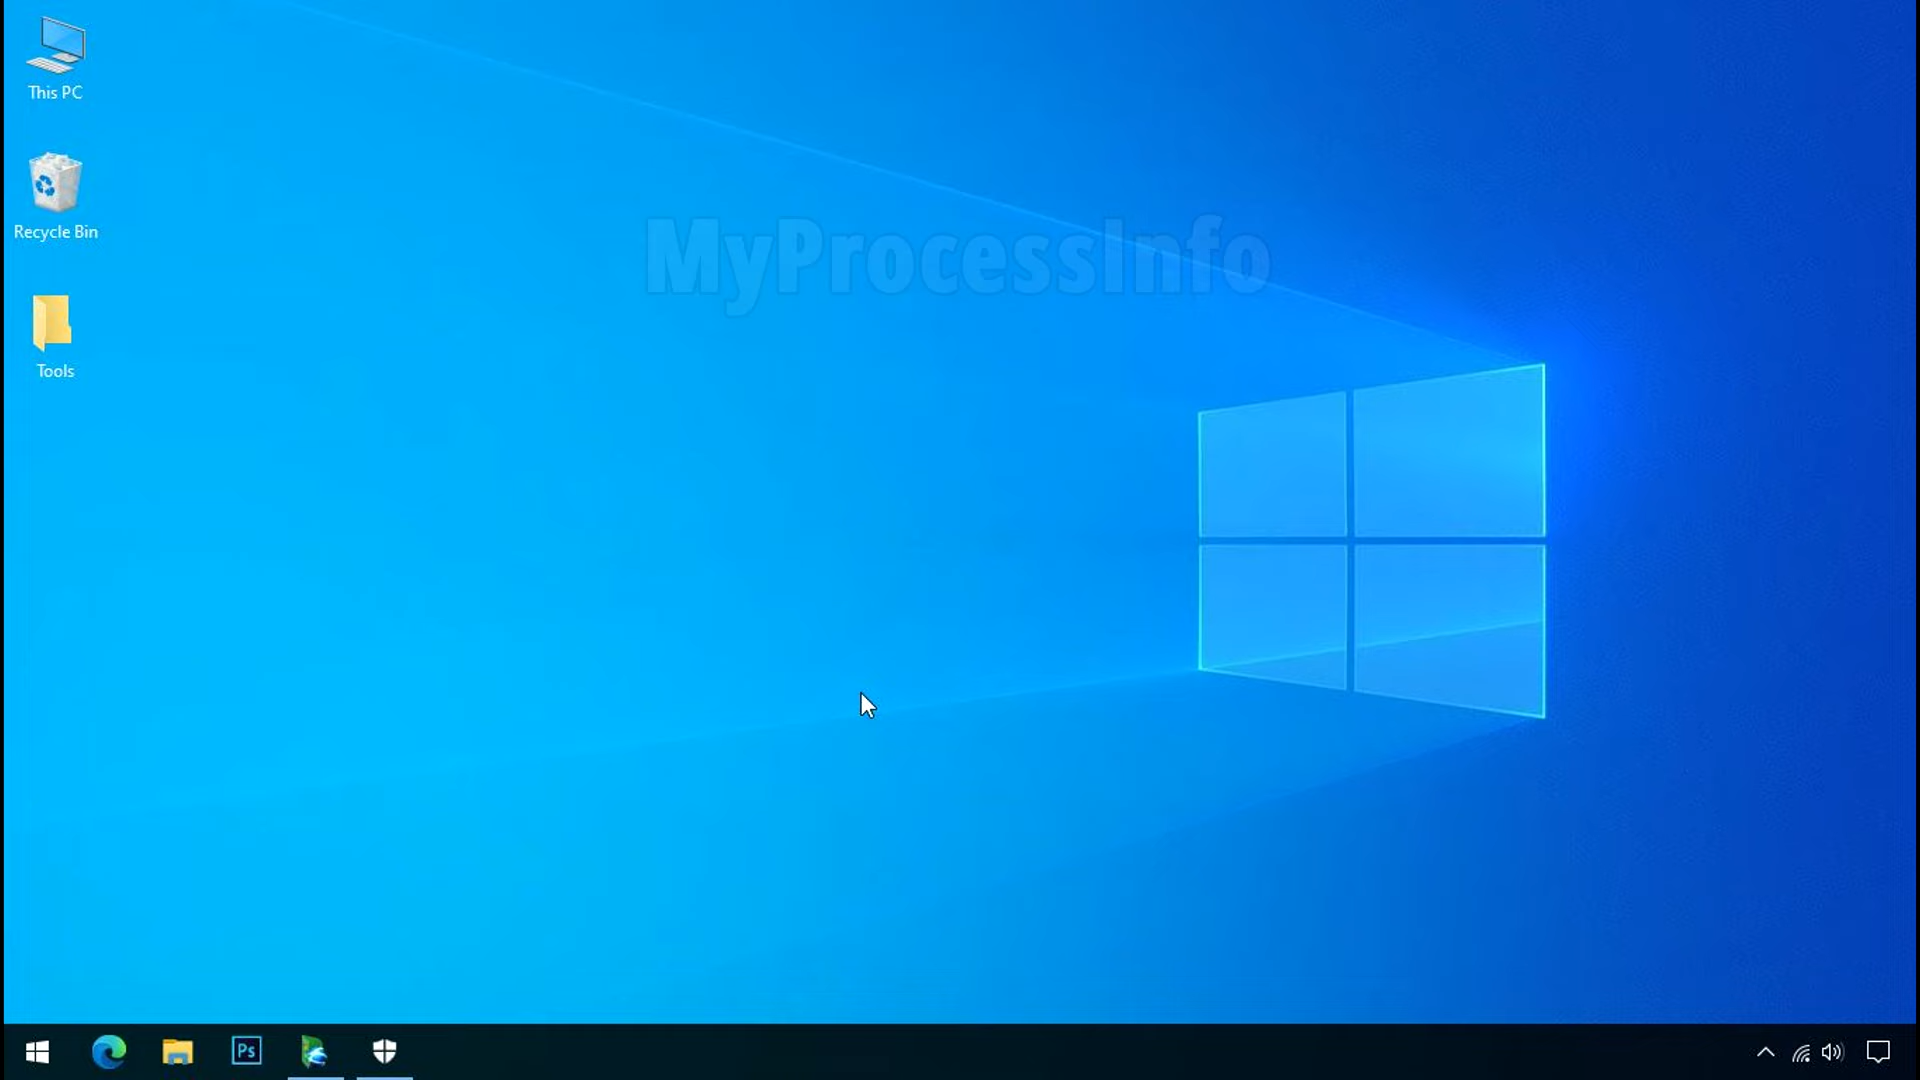 This PC
MyProcessInfo
Recycle Bin
Tools
Ps